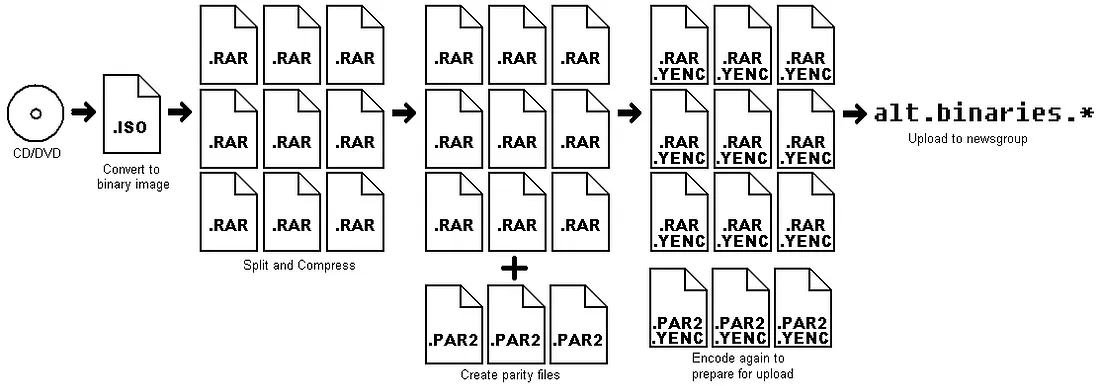 CD/DVD
.ISO
Convert to
binary image
.RAR .RAR .RAR
.RAR .RAR .RAR
.RAR .RAR .RAR
Split and Compress
.RAR .RAR .RAR
.RAR .RAR .RAR
.RAR .RAR .RAR
+
.PAR2 .PAR2 .PAR2
Create parity files
.RAR .RAR .RAR
.YENC .YENC .YENC
.RAR .RAR .RAR
.YENC .YENC .YENC
.RAR .RAR .RAR
.YENC .YENC .YENC
.PAR2 .PAR2 .PAR2
.YENC .YENC .YENC
Encode again to
prepare for upload
alt.binaries.*
Upload to newsgroup